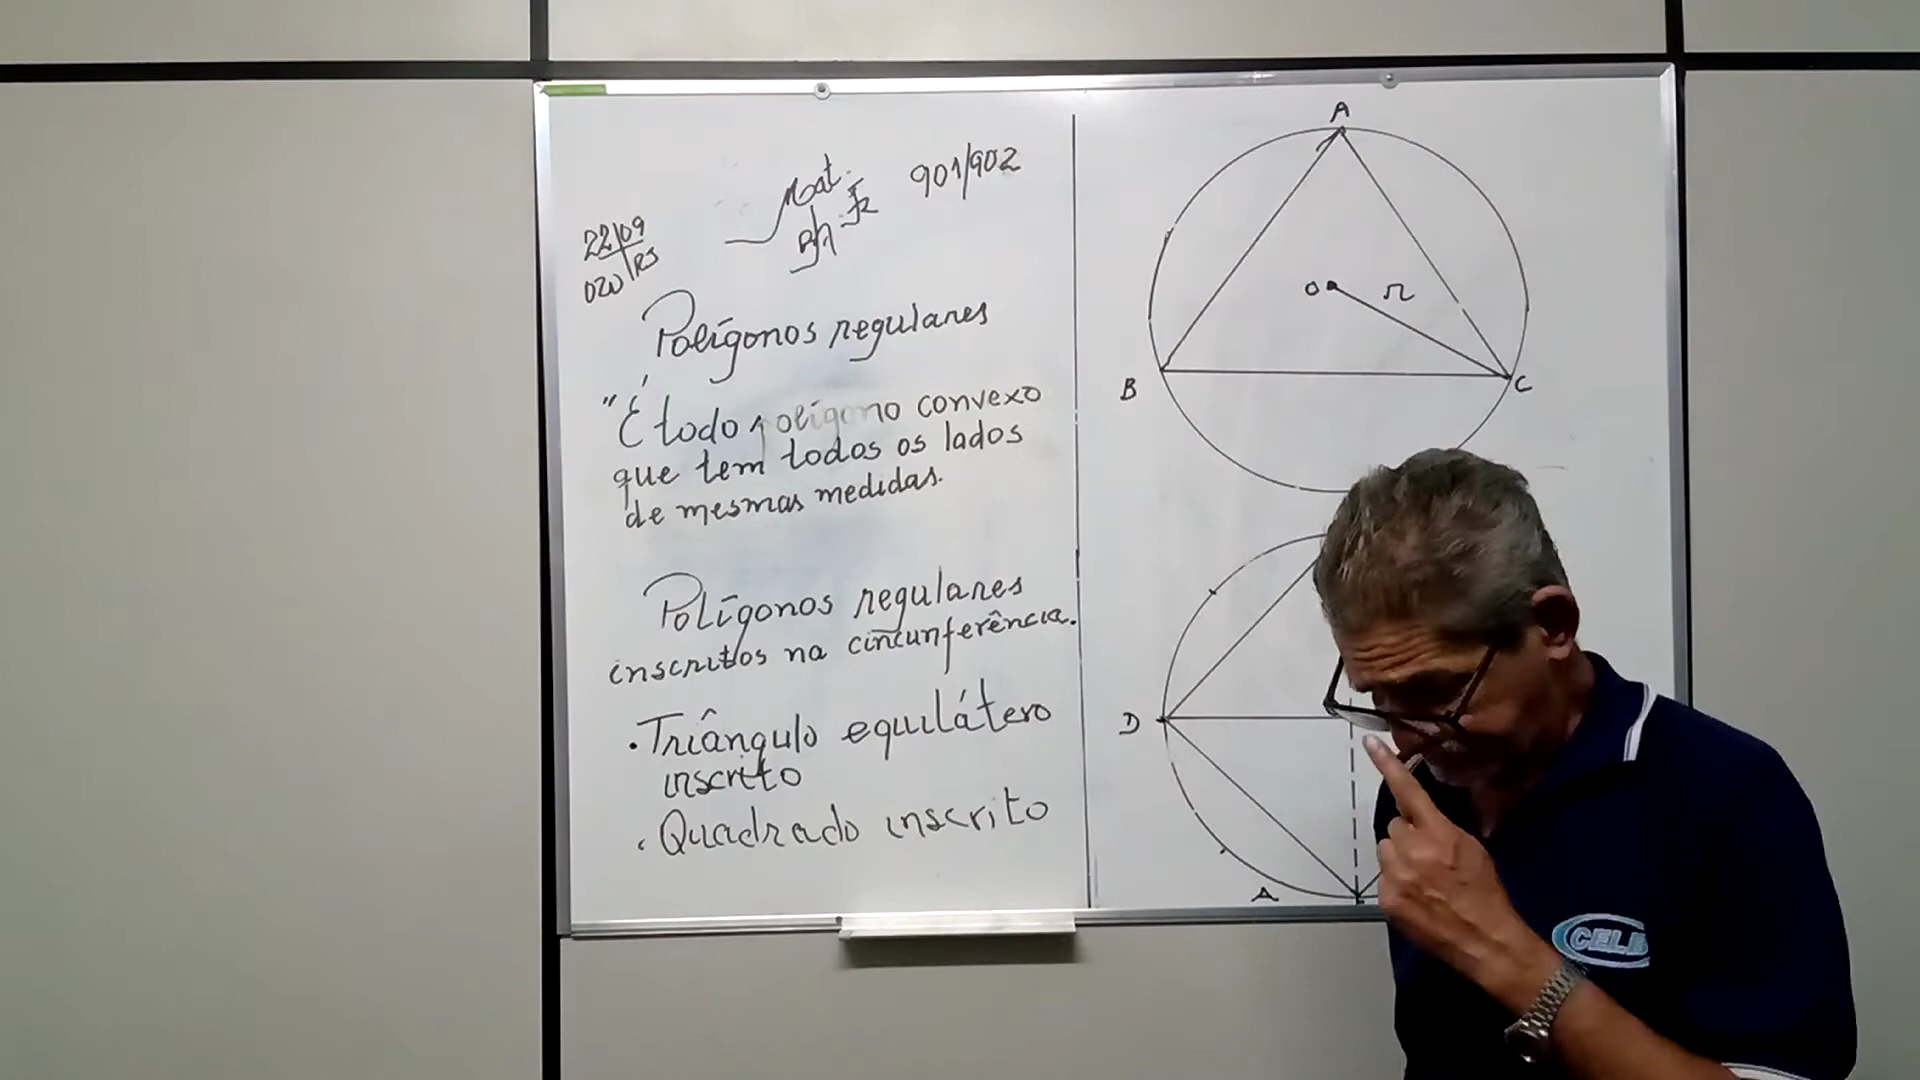 Mat. 901/902
22/09
020 RS
Polígonos regulares
"É todo polígono convexo
que tem todos os lados
de mesmas medidas.
Polígonos regulares
inscritos na circunferência.
• Triângulo equilátero
inscrito
• Quadrado inscrito
A
O r
B C
D
A
CELB